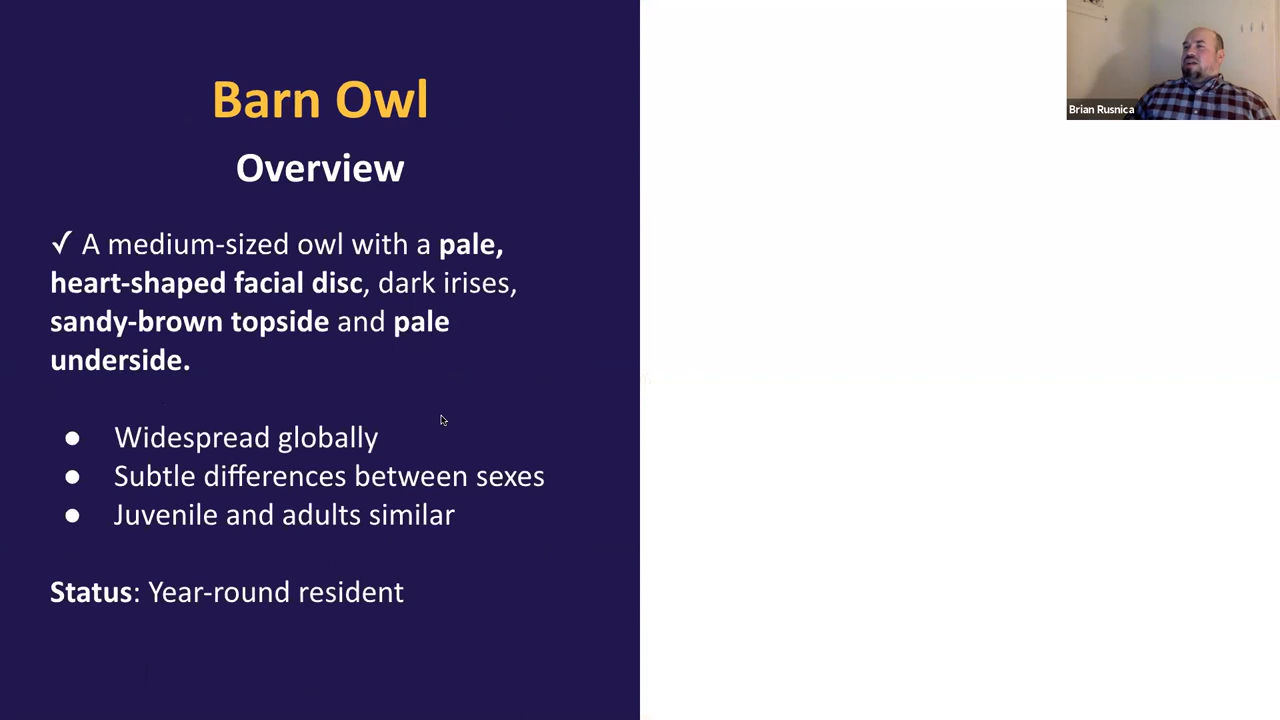 Barn Owl
Overview
✓ A medium-sized owl with a pale,
heart-shaped facial disc, dark irises,
sandy-brown topside and pale
underside.
● Widespread globally
● Subtle differences between sexes
● Juvenile and adults similar
Status: Year-round resident
Brian Rusnica